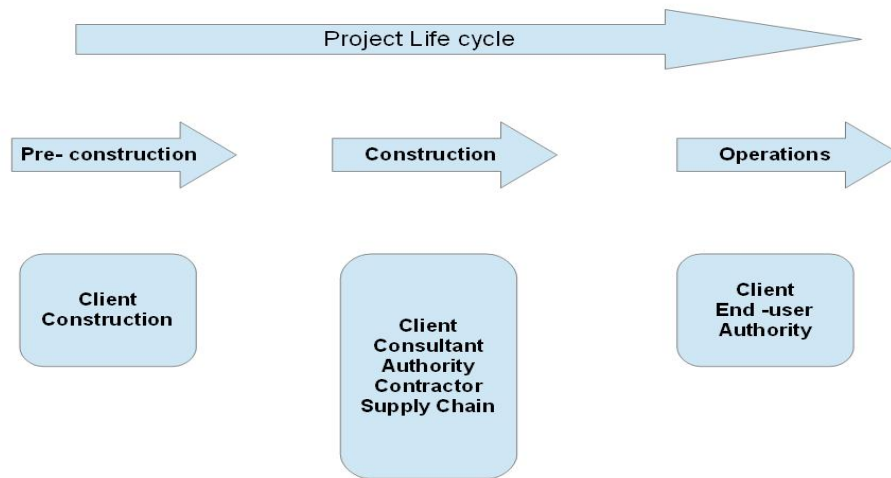 Project Life cycle
Pre- construction
Construction
Operations
Client
Construction
Client
Consultant
Authority
Contractor
Supply Chain
Client
End -user
Authority